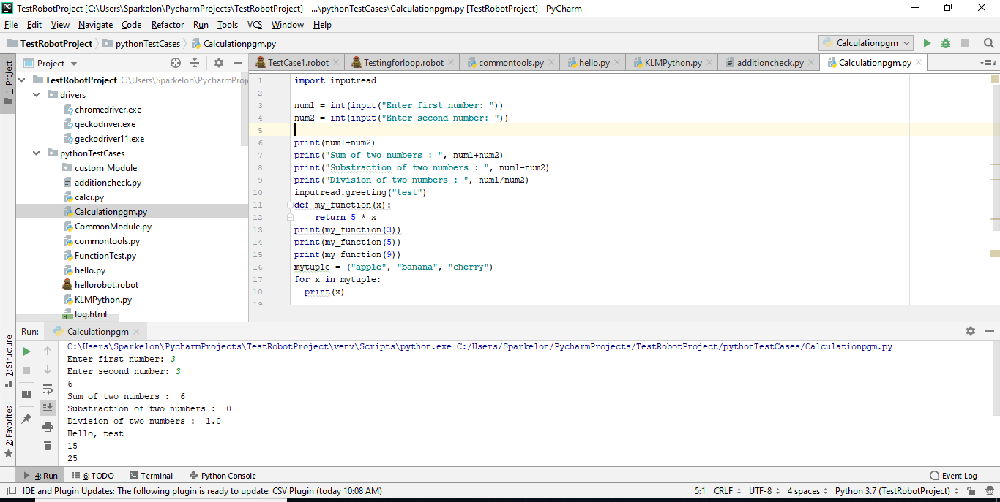 TestRobotProject [C:\Users\Sparkelon\PycharmProjects\TestRobotProject] - ...\pythonTestCases\Calculationpgm.py [TestRobotProject] - PyCharm
File Edit View Navigate Code Refactor Run Tools VCS Window Help
TestRobotProject pythonTestCases Calculationpgm.py Calculationpgm
Project TestCase1.robot Testingforloop.robot commontools.py hello.py KLMPython.py additioncheck.py Calculationpgm.py 3
1: Project
TestRobotProject C:\Users\Sparkelon\PycharmProje
drivers
chromedriver.exe
geckodriver.exe
geckodriver11.exe
pythonTestCases
custom_Module
additioncheck.py
calci.py
Calculationpgm.py
CommonModule.py
commontools.py
FunctionTest.py
hello.py
hellorobot.robot
KLMPython.py
log.html
1 import inputread
2
3 num1 = int(input("Enter first number: "))
4 num2 = int(input("Enter second number: "))
5
6 print(num1+num2)
7 print("Sum of two numbers : ", num1+num2)
8 print("Substraction of two numbers : ", num1-num2)
9 print("Division of two numbers : ", num1/num2)
10 inputread.greeting("test")
11 def my_function(x):
12 return 5 * x
13 print(my_function(3))
14 print(my_function(5))
15 print(my_function(9))
16 mytuple = ("apple", "banana", "cherry")
17 for x in mytuple:
18 print(x)
19
Run: Calculationpgm
7: Structure
2: Favorites
C:\Users\Sparkelon\PycharmProjects\TestRobotProject\venv\Scripts\python.exe C:/Users/Sparkelon/PycharmProjects/TestRobotProject/pythonTestCases/Calculationpgm.py
Enter first number: 3
Enter second number: 3
6
Sum of two numbers :  6
Substraction of two numbers :  0
Division of two numbers :  1.0
Hello, test
15
25
4: Run 6: TODO Terminal Python Console Event Log
IDE and Plugin Updates: The following plugin is ready to update: CSV Plugin (today 10:08 AM) 5:1 CRLF UTF-8 4 spaces Python 3.7 (TestRobotProject)